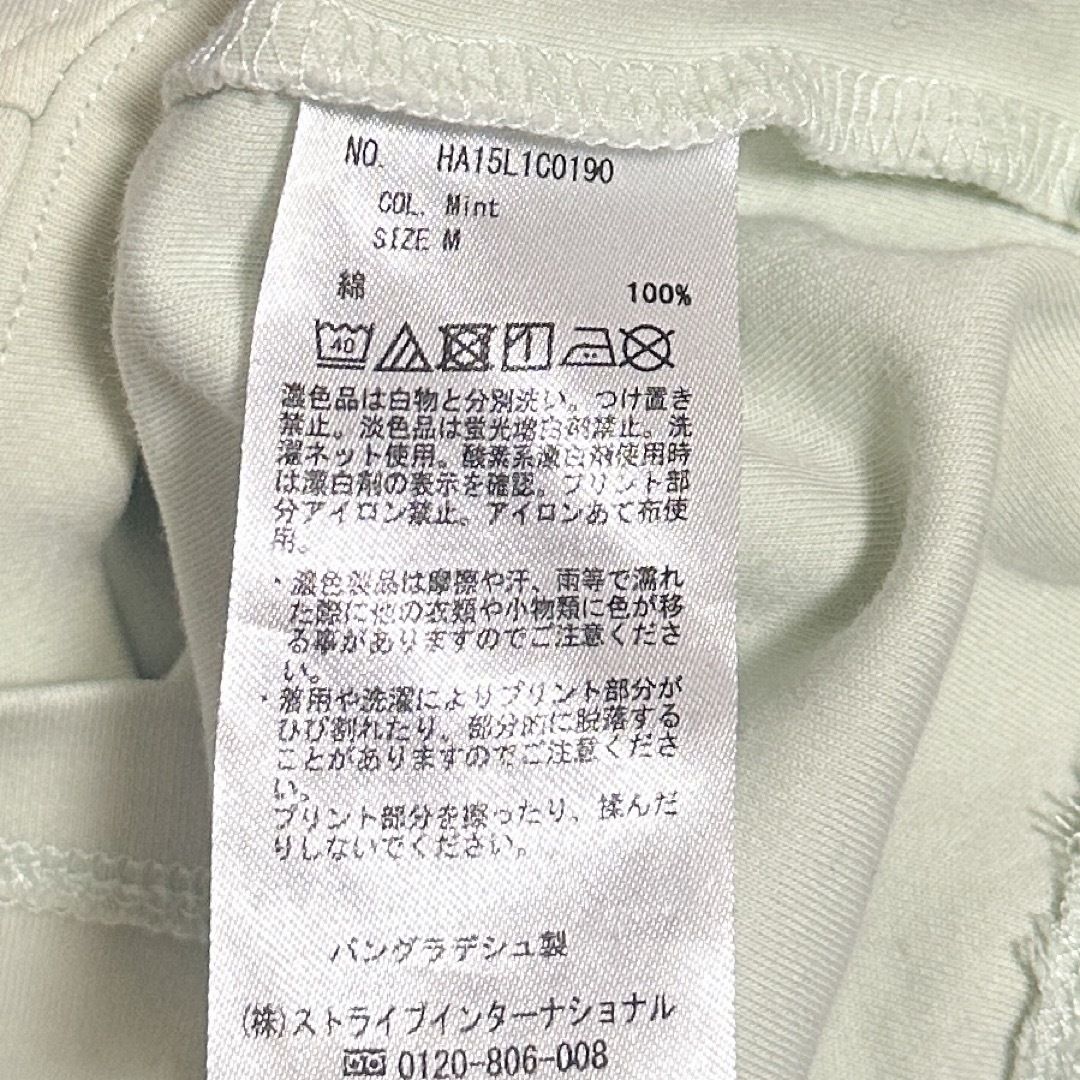 NO. HA15L1C0190
COL. Mint
SIZE M
綿 100%
40
濃色品は白物と分別洗い。つけ置き
禁止。淡色品は蛍光増白剤禁止。洗
濯ネット使用。酸素系漂白剤使用時
は漂白剤の表示を確認。プリント部
分アイロン禁止。アイロンあて布使
用。
・濃色製品は摩擦や汗、雨等で濡れ
た際に他の衣類や小物類に色が移
る事がありますのでご注意くださ
い。
・着用や洗濯によりプリント部分が
ひび割れたり、部分的に脱落する
ことがありますのでご注意くださ
い。
プリント部分を擦ったり、揉んだ
りしないでください。
バングラデシュ製
(株)ストライプインターナショナル
0120-806-008